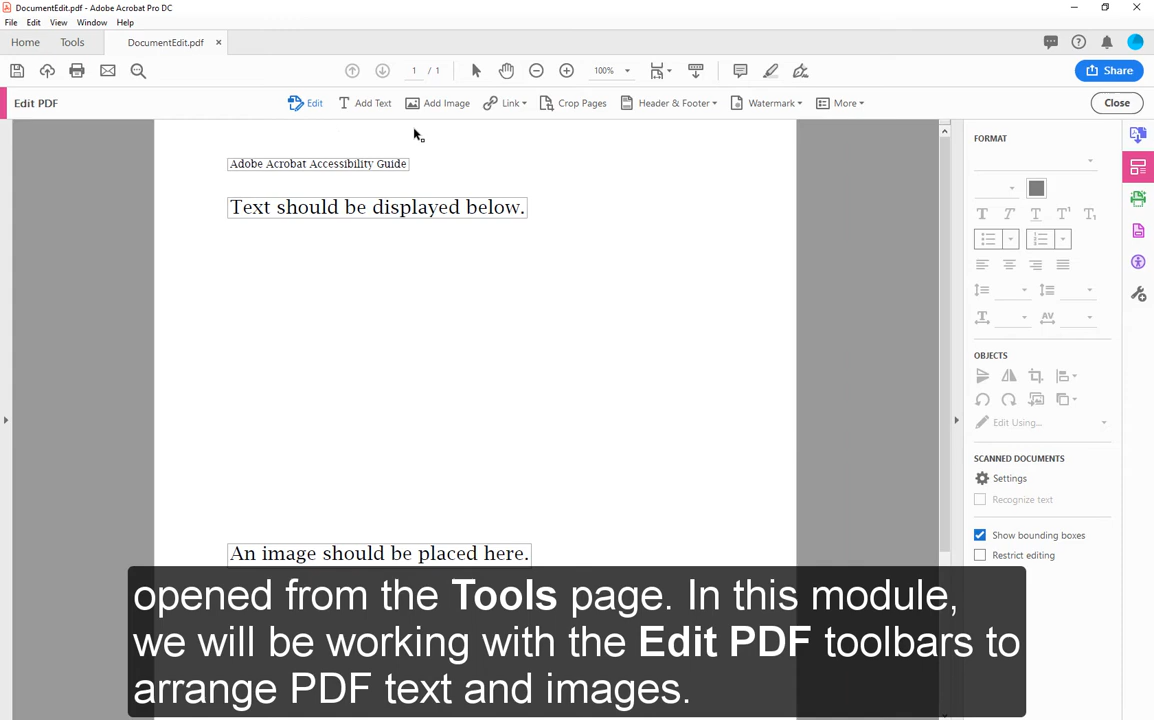 DocumentEdit.pdf - Adobe Acrobat Pro DC
File Edit View Window Help
Home Tools DocumentEdit.pdf ×
1 / 1 100% Share
Edit PDF Edit Add Text Add Image Link Crop Pages Header & Footer Watermark More Close
FORMAT
Adobe Acrobat Accessibility Guide
Text should be displayed below.
OBJECTS
Edit Using...
SCANNED DOCUMENTS
Settings
Recognize text
Show bounding boxes
Restrict editing
An image should be placed here.
opened from the Tools page. In this module,
we will be working with the Edit PDF toolbars to
arrange PDF text and images.